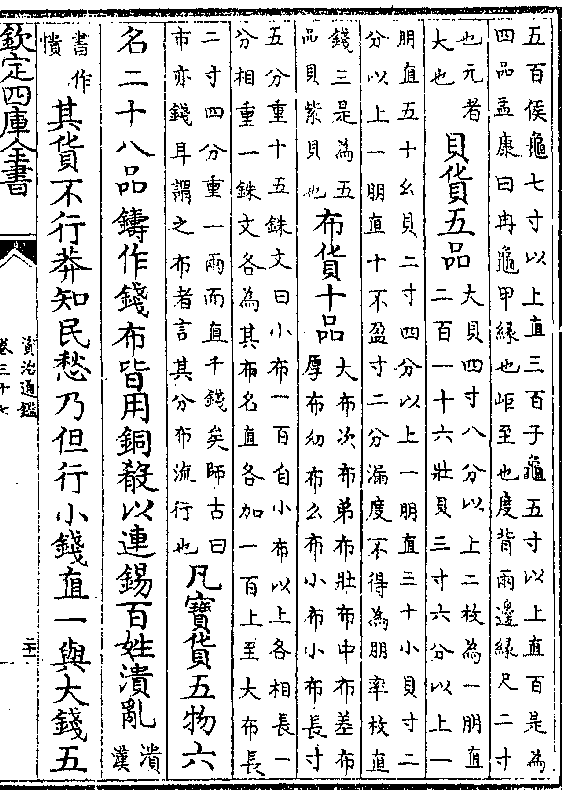 五百侯龜七寸以上直三百子龜五寸以上直百是為
四品孟康曰冉龜甲緣也岠至也度背兩邊緣尺二寸
也元者
大也
貝貨五品
大貝四寸八分以上二枚為一朋直
二百一十六壯貝三寸六分以上一
朋直五十幺貝二寸四分以上一朋直三十小貝寸二
分以上一朋直十不盈寸二分漏度不得為朋率枚直
錢三是為五
品貝紫貝也
布貨十品
大布次布弟布壯布中布差布
厚布幼布幺布小布小布長寸
五分重十五銖文曰小布一百自小布以上各相長一
分相重一銖文各為其布名直各加一百上至大布長
二寸四分重一兩而直千錢矣師古曰
市亦錢耳謂之布者言其分布流行也
凡寶貨五物六
名二十八品鑄作錢布皆用銅殽以連錫百姓潰亂
潰
漢
書作
憒
其貨不行莽知民愁乃但行小錢直一與大錢五
欽定四庫全書
資治通鑑
卷三十七